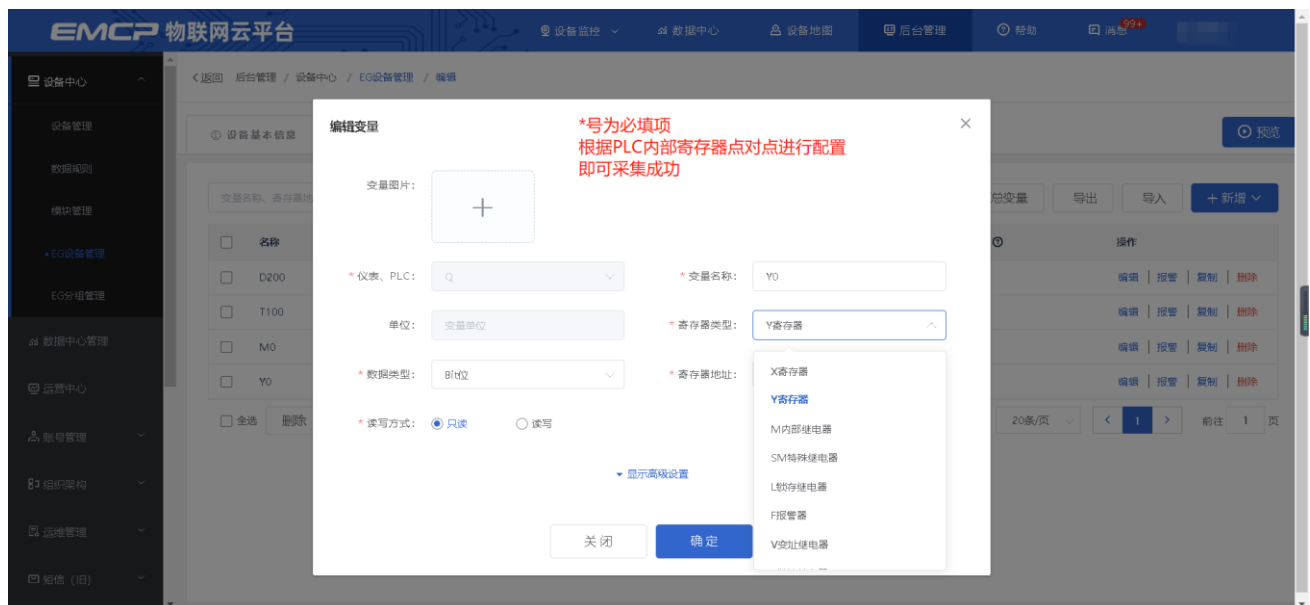 EMCP 物联网云平台
设备监控
数据中心
设备地图
后台管理
帮助
消息
99+
设备中心
<返回 后台管理 / 设备中心 / EG设备管理 / 编辑
设备管理
数据规则
模块管理
•EG设备管理
EG分组管理
数据中心管理
运营中心
账号管理
组织架构
运维管理
短信（旧）
① 设备基本信息
预览
变量名称、寄存器地
总变量
导出
导入
+ 新增
名称
操作
D200
编辑 | 报警 | 复制 | 删除
T100
编辑 | 报警 | 复制 | 删除
M0
编辑 | 报警 | 复制 | 删除
Y0
编辑 | 报警 | 复制 | 删除
全选
删除
20条/页
< 1 >
前往 1 页
编辑变量
*号为必填项
根据PLC内部寄存器点对点进行配置
即可采集成功
变量图片：
* 仪表、PLC： Q
* 变量名称： Y0
单位： 变量单位
* 寄存器类型： Y寄存器
* 数据类型： Bit位
* 寄存器地址：
* 读写方式： 只读 读写
X寄存器
Y寄存器
M内部继电器
SM特殊继电器
L锁存继电器
F报警器
V变址继电器
显示高级设置
关闭
确定